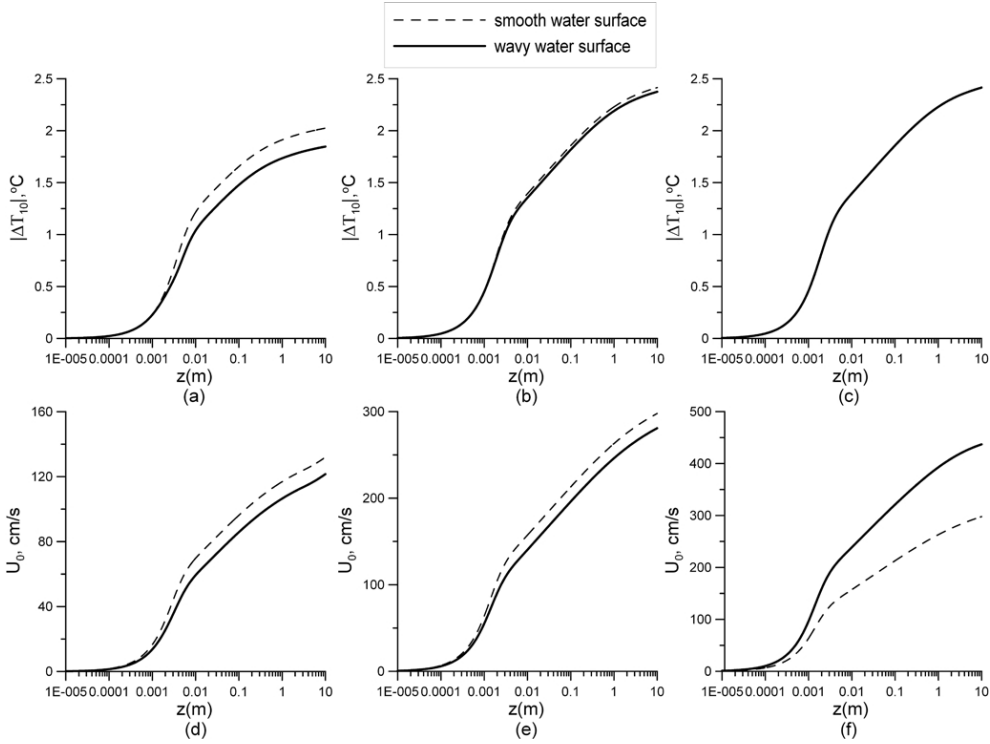 smooth water surface
wavy water surface
2.5
2
1.5
1
0.5
0
|ΔT10|,°C
1E-005 0.0001 0.001 0.01 0.1 1 10
z(m)
(a)
2.5
2
1.5
1
0.5
0
|ΔT10|,°C
1E-005 0.0001 0.001 0.01 0.1 1 10
z(m)
(b)
2.5
2
1.5
1
0.5
0
|ΔT10|,°C
1E-005 0.0001 0.001 0.01 0.1 1 10
z(m)
(c)
160
120
80
40
0
U0, cm/s
1E-005 0.0001 0.001 0.01 0.1 1 10
z(m)
(d)
300
200
100
0
U0, cm/s
1E-005 0.0001 0.001 0.01 0.1 1 10
z(m)
(e)
500
400
300
200
100
0
U0, cm/s
1E-005 0.0001 0.001 0.01 0.1 1 10
z(m)
(f)